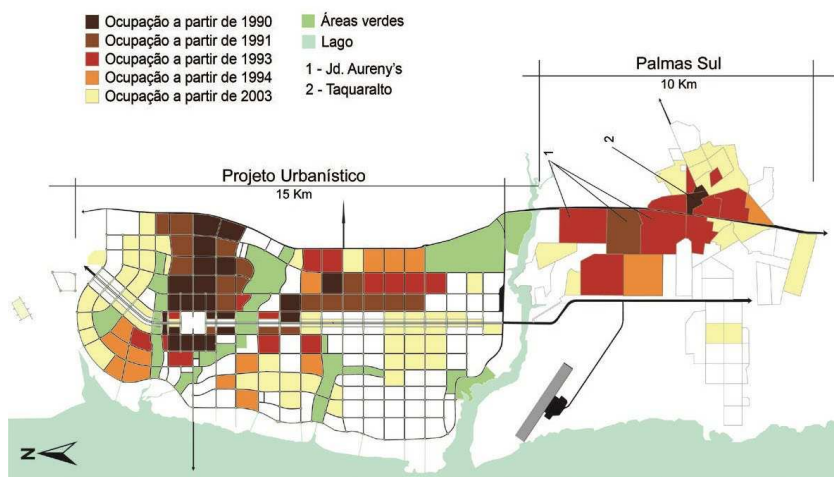 Ocupação a partir de 1990
Ocupação a partir de 1991
Ocupação a partir de 1993
Ocupação a partir de 1994
Ocupação a partir de 2003
Áreas verdes
Lago
1 - Jd. Aureny's
2 - Taquaralto
Palmas Sul
10 Km
1
2
Projeto Urbanístico
15 Km
N